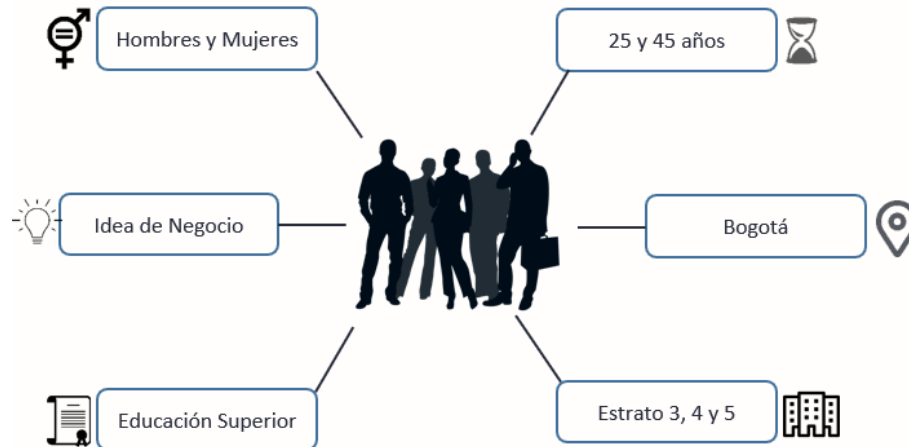 Hombres y Mujeres
25 y 45 años
Idea de Negocio
Bogotá
Educación Superior
Estrato 3, 4 y 5